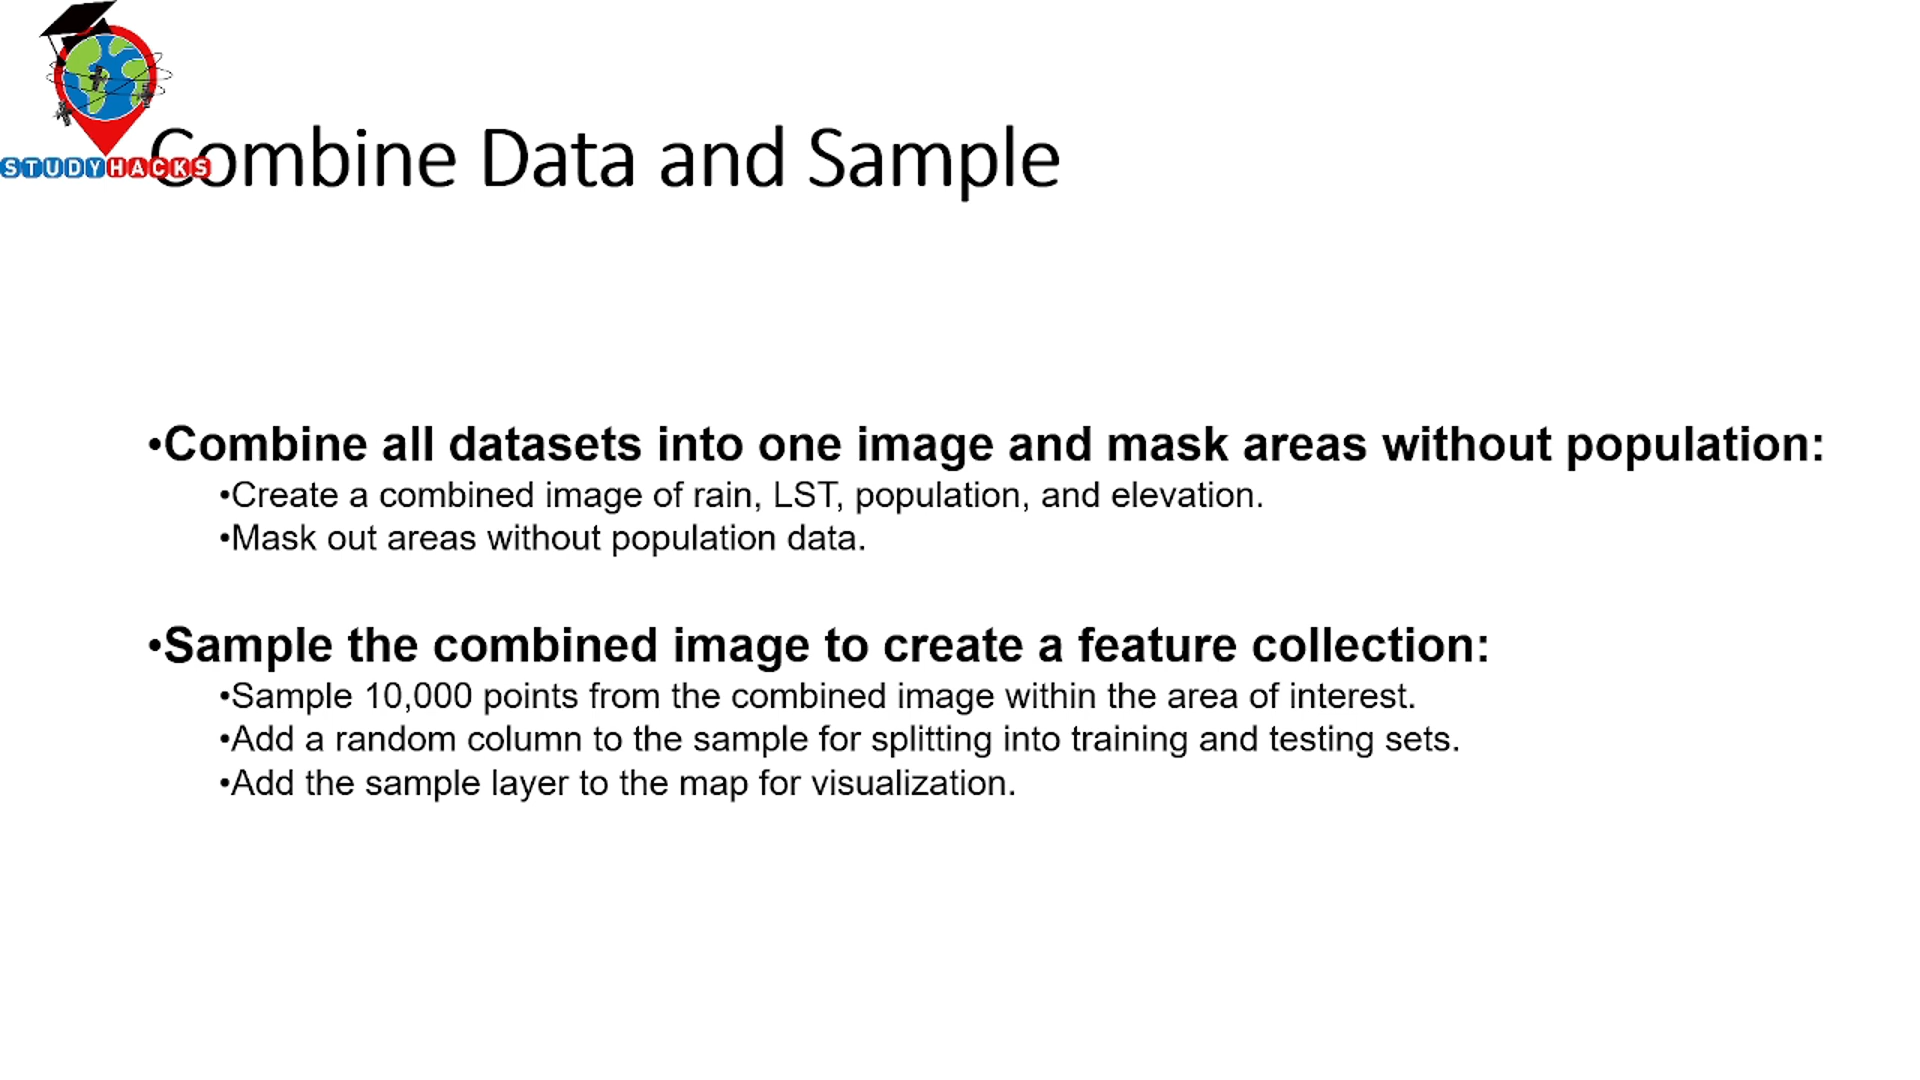 STUDYHACKS
Combine Data and Sample
•Combine all datasets into one image and mask areas without population:
•Create a combined image of rain, LST, population, and elevation.
•Mask out areas without population data.
•Sample the combined image to create a feature collection:
•Sample 10,000 points from the combined image within the area of interest.
•Add a random column to the sample for splitting into training and testing sets.
•Add the sample layer to the map for visualization.